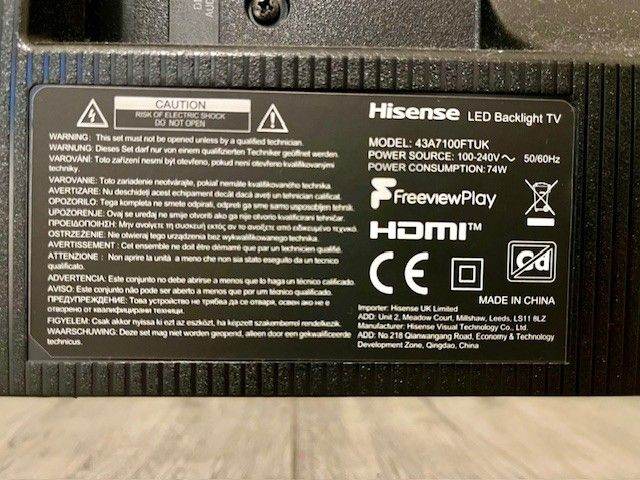 CAUTION
RISK OF ELECTRIC SHOCK
DO NOT OPEN
WARNING: This set must not be opened unless by a qualified technician.
WARNUNG: Dieses Set darf nur von einem qualifizierten Techniker geöffnet werden.
VAROVÁNÍ: Toto zařízení nesmí být otevřeno, pokud není otevřeno kvalifikovanými
techniky.
VAROVANIE: Toto zariadenie neotvárajte, pokiaľ nemáte kvalifikovaného technika.
AVERTIZARE: Nu deschideți acest echipament decât dacă aveți un tehnician calificat.
OPOZORILO: Tega kompleta ne smete odpirati, odpreti ga sme samo usposobljen tehnik.
UPOZORENJE: Ovaj se uređaj ne smije otvoriti ako ga nije otvorio kvalificirani tehničar.
ΠΡΟΕΙΔΟΠΟΙΗΣΗ: Μην ανοίγετε τη συσκευή εκτός αν το κάνει εξειδικευμένος τεχνικός.
OSTRZEŻENIE: Nie otwieraj tego urządzenia bez wykwalifikowanego technika.
AVERTISSEMENT : Cet ensemble ne doit être démonté que par un technicien qualifié.
ATTENZIONE : Non aprire la unità a meno che non sia stato eseguito da un tecnico
qualificato.
ADVERTENCIA: Este conjunto no debe abrirse a menos que lo haga un técnico calificado.
AVISO: Este conjunto não deve ser aberto a menos que por um técnico qualificado.
ПРЕДУПРЕЖДЕНИЕ: Това устройство не трябва да се отваря, освен ако не е
отворено от квалифицирани техници.
FIGYELEM: Csak akkor nyissa ki ezt az eszközt, ha képzett szakemberrel rendelkezik.
WAARSCHUWING: Deze set mag niet worden geopend, alleen door een gekwalificeerde
technicus.
Hisense LED Backlight TV
MODEL: 43A7100FTUK
POWER SOURCE: 100-240V~ 50/60Hz
POWER CONSUMPTION: 74W
FreeviewPlay
HDMI™
CE
Pb
MADE IN CHINA
Importer: Hisense UK Limited
ADD: Unit 2, Meadow Court, Millshaw, Leeds, LS11 8LZ
Manufacturer: Hisense Visual Technology Co., Ltd.
ADD: No.218 Qianwangang Road, Economy & Technology
Development Zone, Qingdao, China